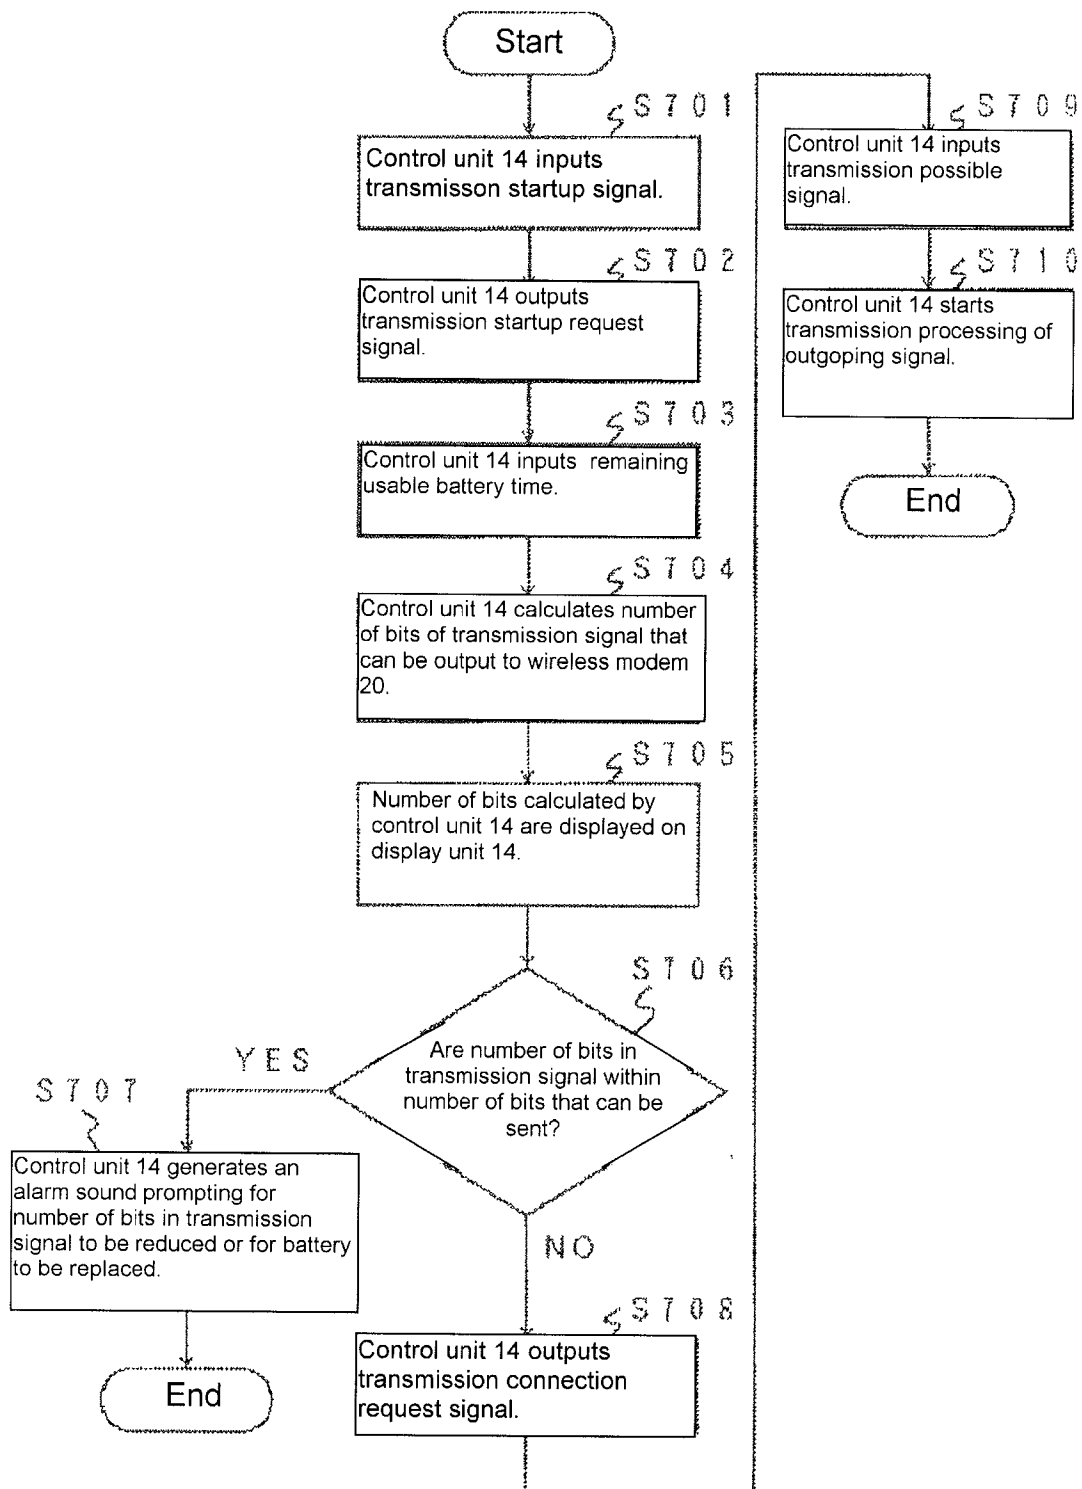 Start
S701
Control unit 14 inputs
transmisson startup signal.
S702
Control unit 14 outputs
transmission startup request
signal.
S703
Control unit 14 inputs remaining
usable battery time.
S704
Control unit 14 calculates number
of bits of transmission signal that
can be output to wireless modem
20.
S705
Number of bits calculated by
control unit 14 are displayed on
display unit 14.
S706
Are number of bits in
transmission signal within
number of bits that can be
sent?
YES
S707
Control unit 14 generates an
alarm sound prompting for
number of bits in transmission
signal to be reduced or for battery
to be replaced.
End
NO
S708
Control unit 14 outputs
transmission connection
request signal.
S709
Control unit 14 inputs
transmission possible
signal.
S710
Control unit 14 starts
transmission processing of
outgoping signal.
End